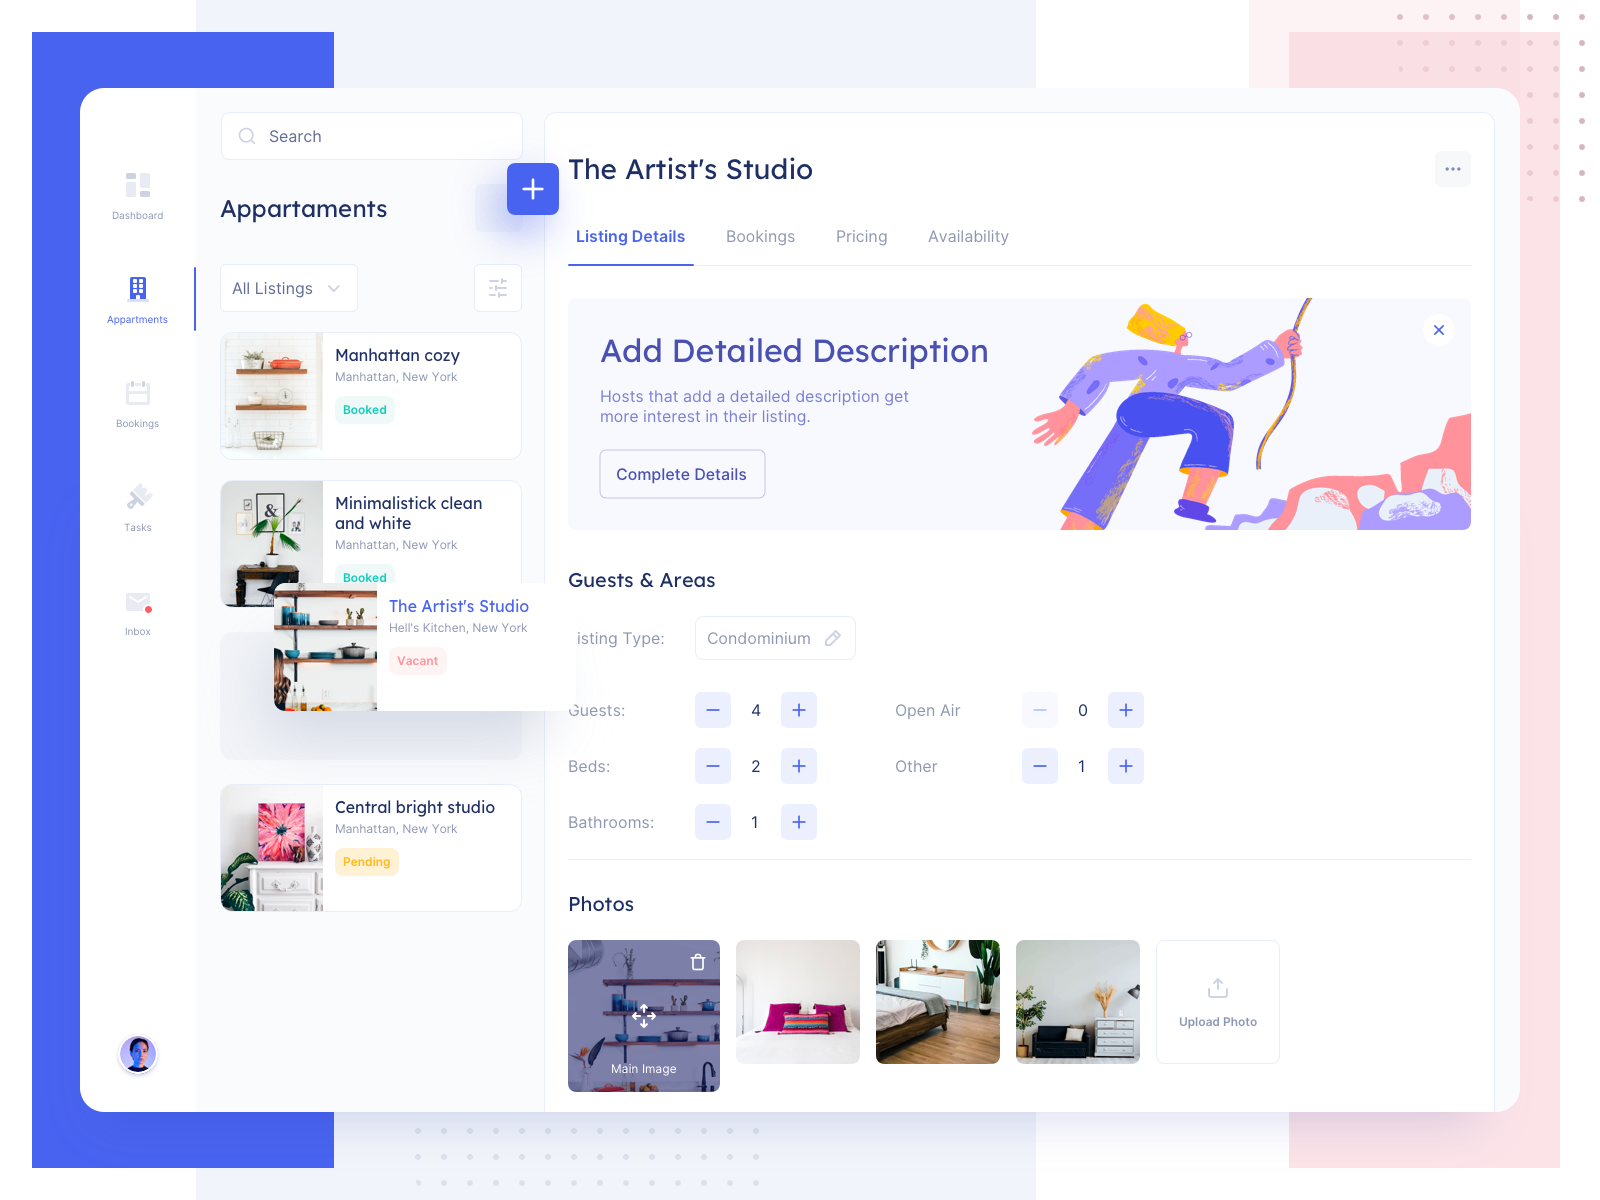 Dashboard
Appartments
Bookings
Tasks
Inbox
Search
Appartaments
All Listings
Manhattan cozy
Manhattan, New York
Booked
Minimalistick clean
and white
Manhattan, New York
Booked
The Artist's Studio
Hell's Kitchen, New York
Vacant
Central bright studio
Manhattan, New York
Pending
The Artist's Studio
Listing Details Bookings Pricing Availability
Add Detailed Description
Hosts that add a detailed description get
more interest in their listing.
Complete Details
Guests & Areas
isting Type: Condominium
Guests: 4 Open Air 0
Beds: 2 Other 1
Bathrooms: 1
Photos
&
Main Image
Upload Photo